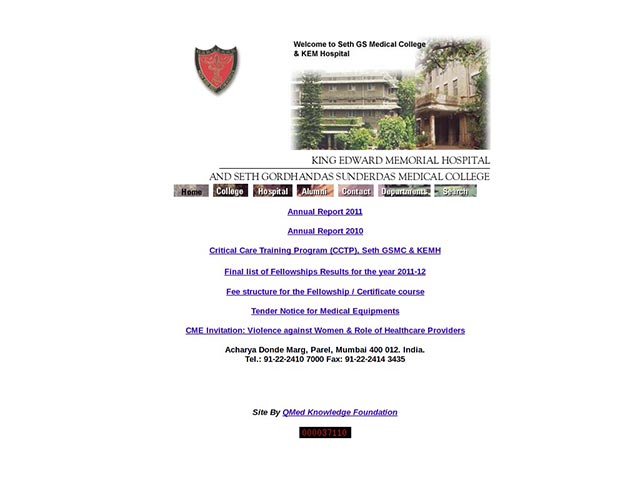 Welcome to Seth GS Medical College
& KEM Hospital
KING EDWARD MEMORIAL HOSPITAL
AND SETH GORDHANDAS SUNDERDAS MEDICAL COLLEGE
Home College Hospital Alumni Contact Departments Search
Annual Report 2011
Annual Report 2010
Critical Care Training Program (CCTP), Seth GSMC & KEMH
Final list of Fellowships Results for the year 2011-12
Fee structure for the Fellowship / Certificate course
Tender Notice for Medical Equipments
CME Invitation: Violence against Women & Role of Healthcare Providers
Acharya Donde Marg, Parel, Mumbai 400 012. India.
Tel.: 91-22-2410 7000 Fax: 91-22-2414 3435
Site By QMed Knowledge Foundation
000037110